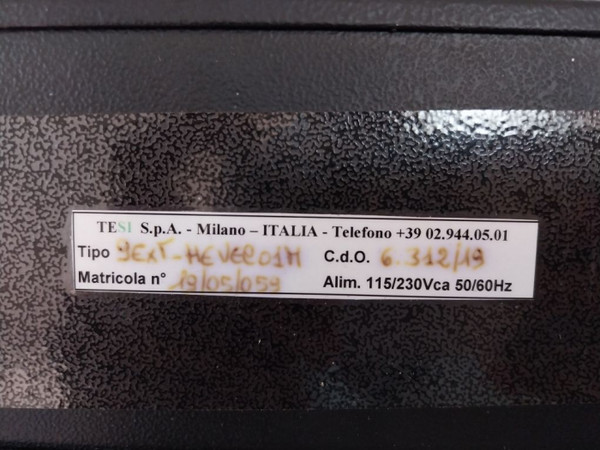 TESI S.p.A. - Milano – ITALIA - Telefono +39 02.944.05.01
Tipo C.d.O. 6.312/19
Matricola n° 19/05/059 Alim. 115/230Vca 50/60Hz